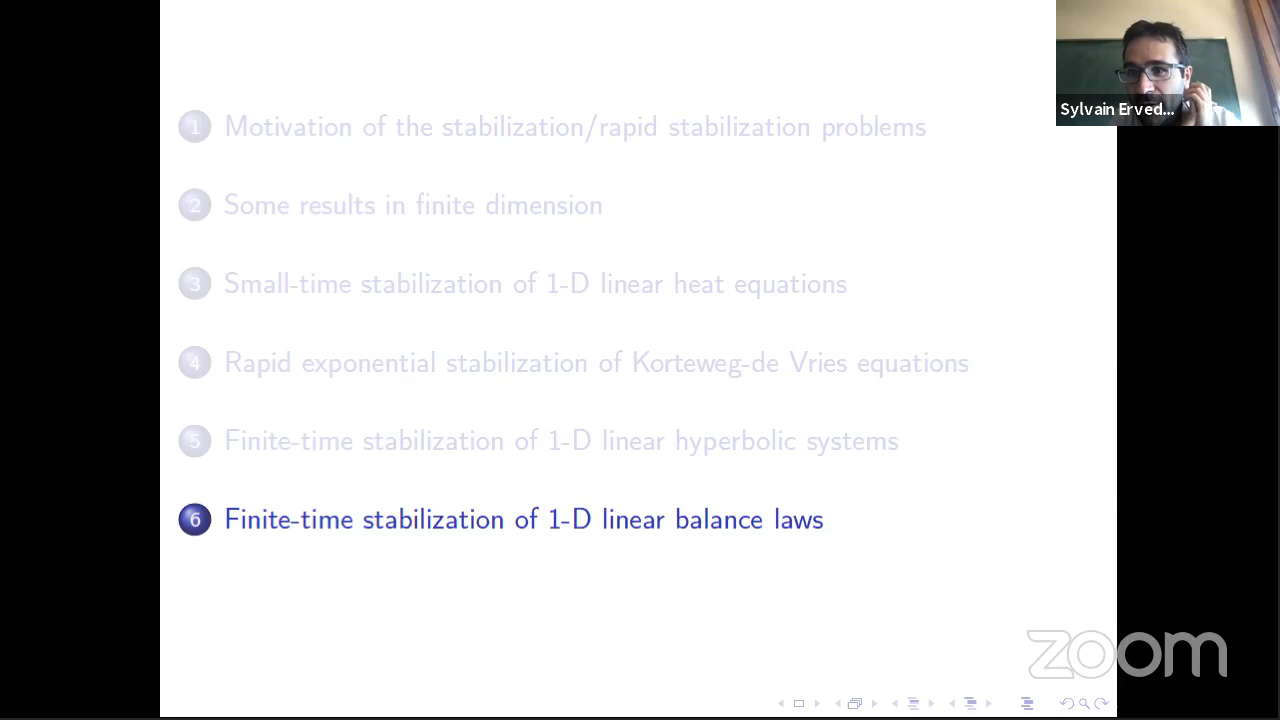 1 Motivation of the stabilization/rapid stabilization problems
2 Some results in finite dimension
3 Small-time stabilization of 1-D linear heat equations
4 Rapid exponential stabilization of Korteweg-de Vries equations
5 Finite-time stabilization of 1-D linear hyperbolic systems
6 Finite-time stabilization of 1-D linear balance laws
Sylvain Erved...
zoom